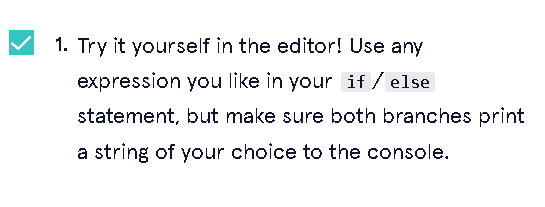 1. Try it yourself in the editor! Use any
expression you like in your if/else
statement, but make sure both branches print
a string of your choice to the console.